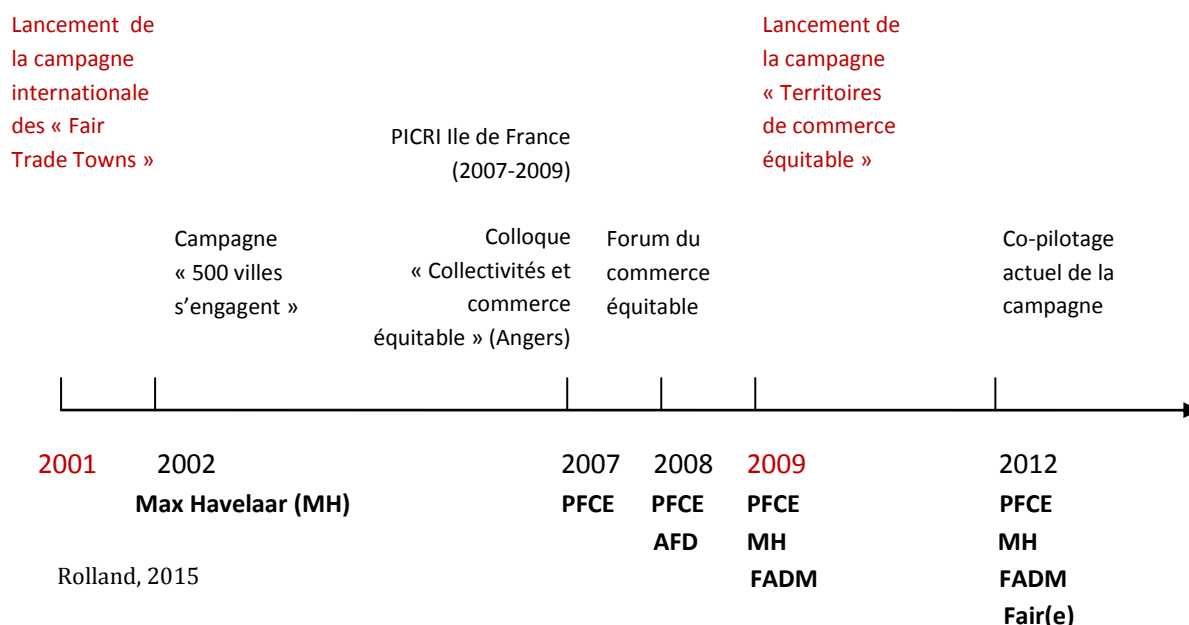 Lancement de
la campagne
internationale
des « Fair
Trade Towns »
Lancement de
la campagne
« Territoires
de commerce
équitable »
PICRI Ile de France
(2007-2009)
Campagne
« 500 villes
s’engagent »
Colloque
« Collectivités et
commerce
équitable » (Angers)
Forum du
commerce
équitable
Co-pilotage
actuel de la
campagne
2001
2002
Max Havelaar (MH)
2007
PFCE
2008
PFCE
AFD
2009
PFCE
MH
FADM
2012
PFCE
MH
FADM
Fair(e)
Rolland, 2015